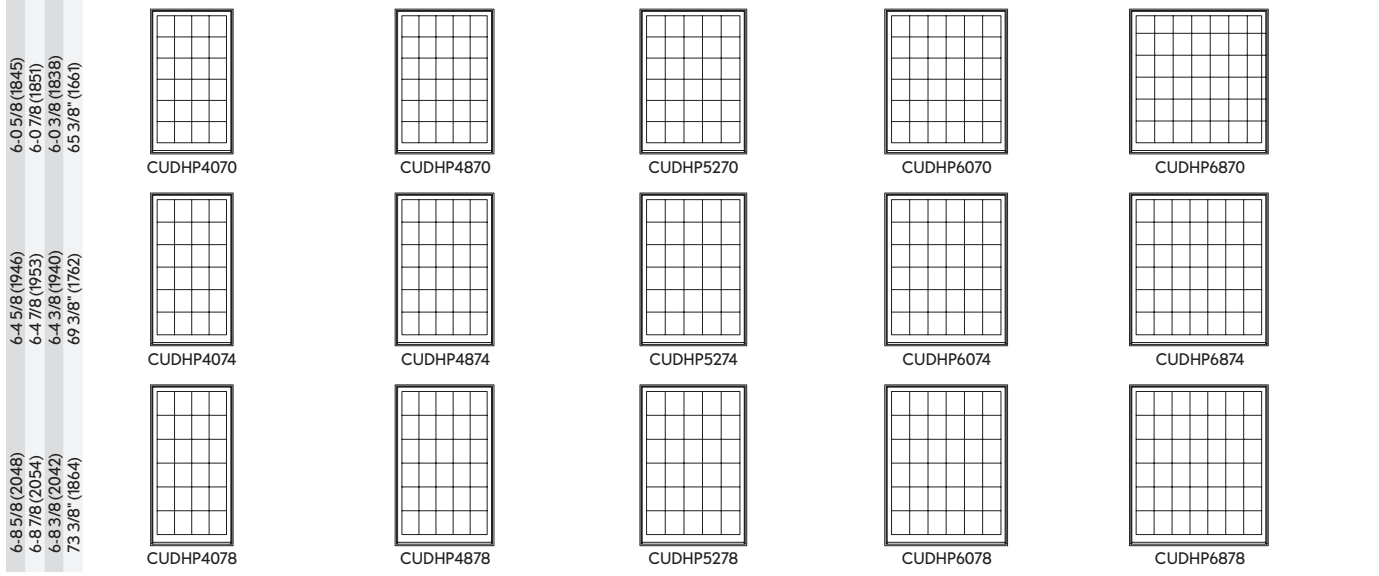 6-0 5/8 (1845)
6-0 7/8 (1851)
6-0 3/8 (1838)
65 3/8" (1661)
CUDHP4070
CUDHP4870
CUDHP5270
CUDHP6070
CUDHP6870
6-4 5/8 (1946)
6-4 7/8 (1953)
6-4 3/8 (1940)
69 3/8" (1762)
CUDHP4074
CUDHP4874
CUDHP5274
CUDHP6074
CUDHP6874
6-8 5/8 (2048)
6-8 7/8 (2054)
6-8 3/8 (2042)
73 3/8" (1864)
CUDHP4078
CUDHP4878
CUDHP5278
CUDHP6078
CUDHP6878